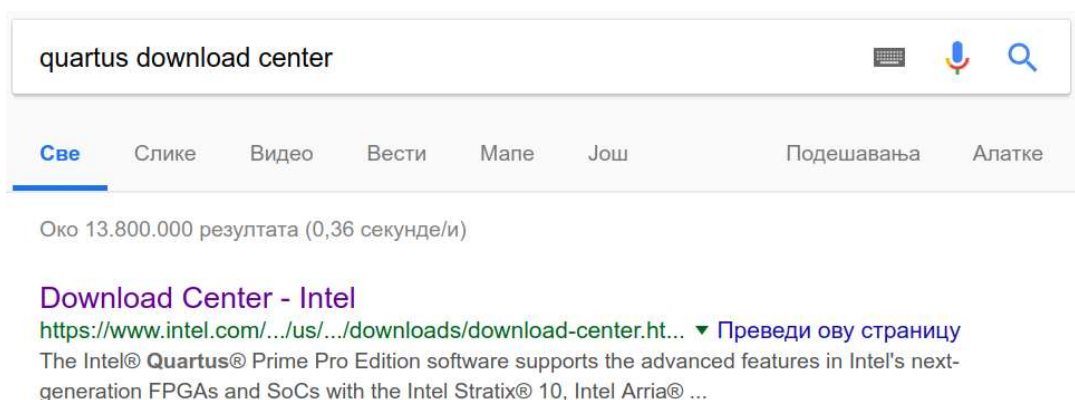 quartus download center
Све Слике Видео Вести Мапе Још Подешавања Алатке
Око 13.800.000 резултата (0,36 секунде/и)
Download Center - Intel
https://www.intel.com/.../us/.../downloads/download-center.ht... ▼ Преведи ову страницу
The Intel® Quartus® Prime Pro Edition software supports the advanced features in Intel's next-
generation FPGAs and SoCs with the Intel Stratix® 10, Intel Arria® ...